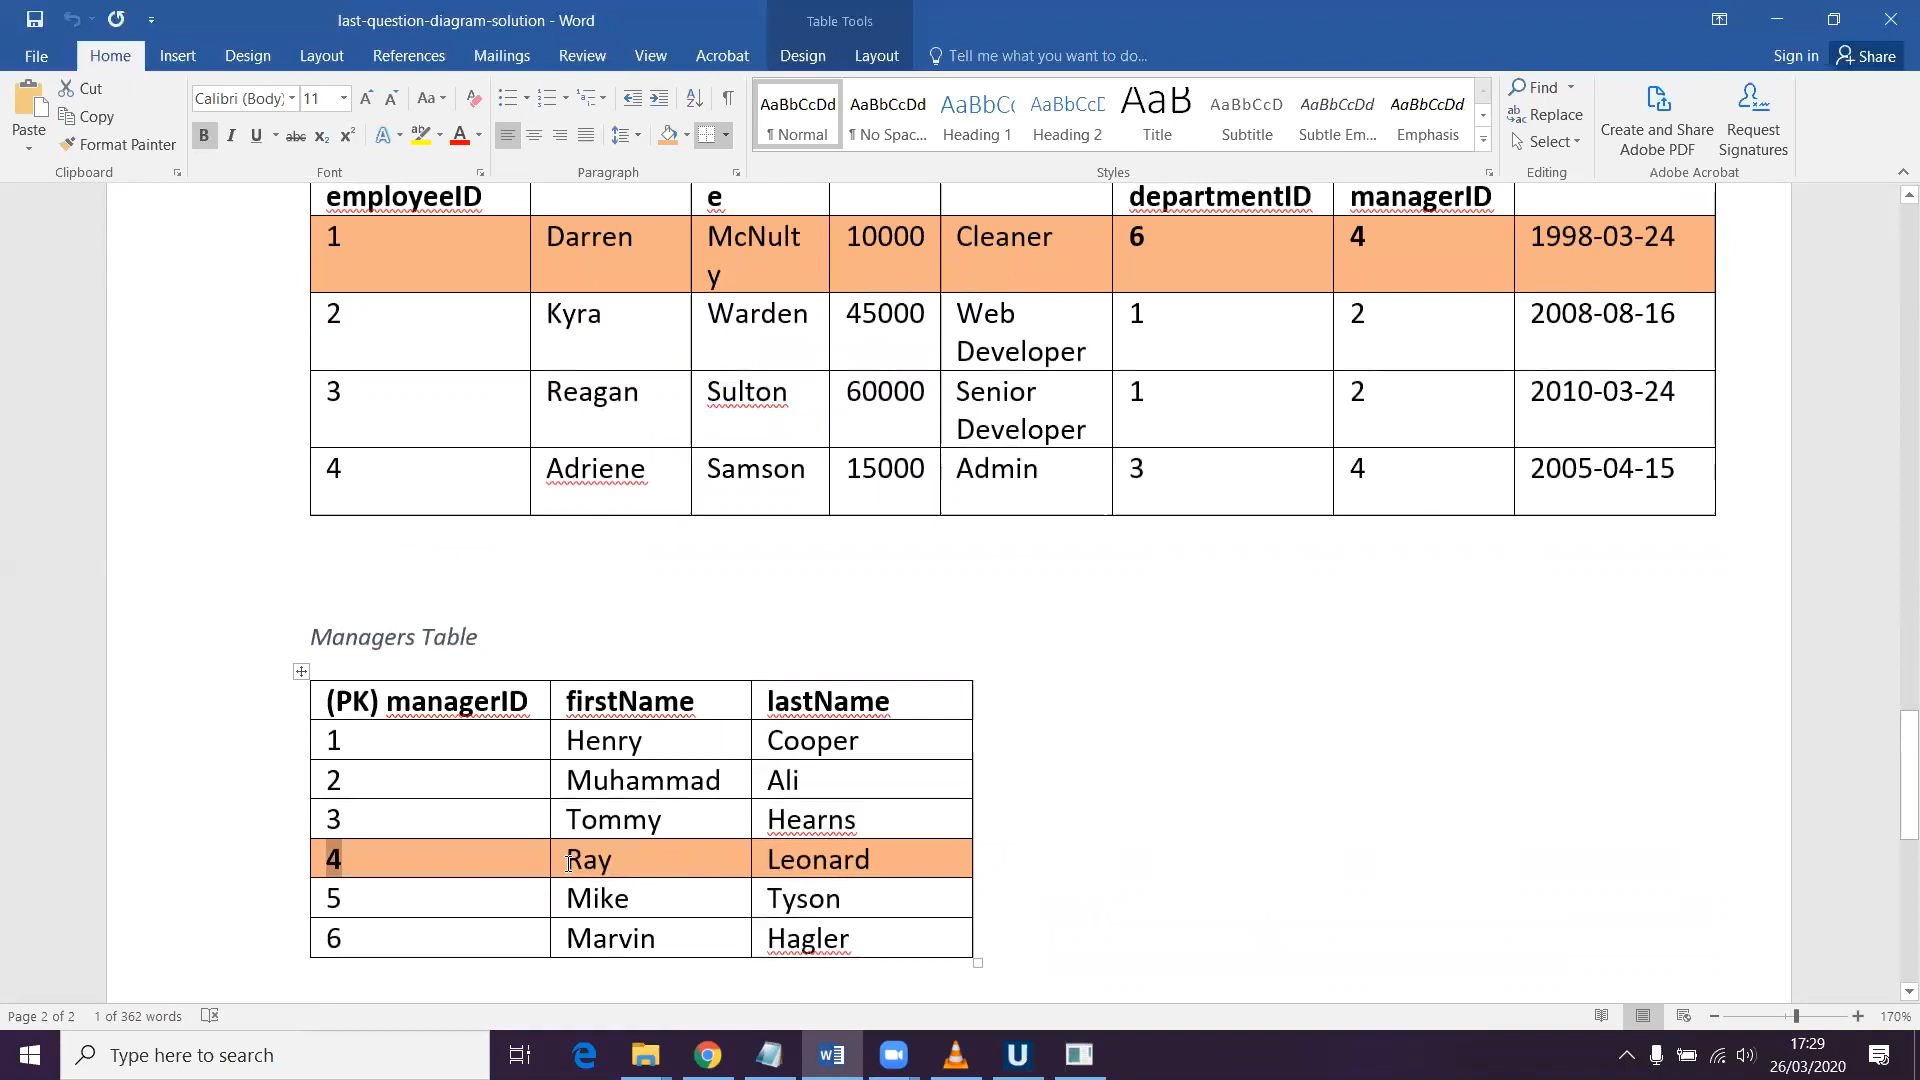 last-question-diagram-solution - Word
Table Tools
File
Home
Insert
Design
Layout
References
Mailings
Review
View
Acrobat
Design
Layout
Tell me what you want to do...
Sign in
Share
Paste
Cut
Copy
Format Painter
Clipboard
Calibri (Body)
11
Font
Paragraph
AaBbCcDd
¶ Normal
AaBbCcDd
¶ No Spac...
AaBbC(
Heading 1
AaBbCcE
Heading 2
AaB
Title
AaBbCcD
Subtitle
AaBbCcDd
Subtle Em...
AaBbCcDd
Emphasis
Styles
Find
Replace
Select
Editing
Create and Share
Adobe PDF
Request
Signatures
Adobe Acrobat
employeeID e departmentID managerID
1 Darren McNult 10000 Cleaner 6 4 1998-03-24
y
2 Kyra Warden 45000 Web 1 2 2008-08-16
Developer
3 Reagan Sulton 60000 Senior 1 2 2010-03-24
Developer
4 Adriene Samson 15000 Admin 3 4 2005-04-15
Managers Table
(PK) managerID firstName lastName
1 Henry Cooper
2 Muhammad Ali
3 Tommy Hearns
4 Ray Leonard
5 Mike Tyson
6 Marvin Hagler
Page 2 of 2
1 of 362 words
170%
Type here to search
17:29
26/03/2020